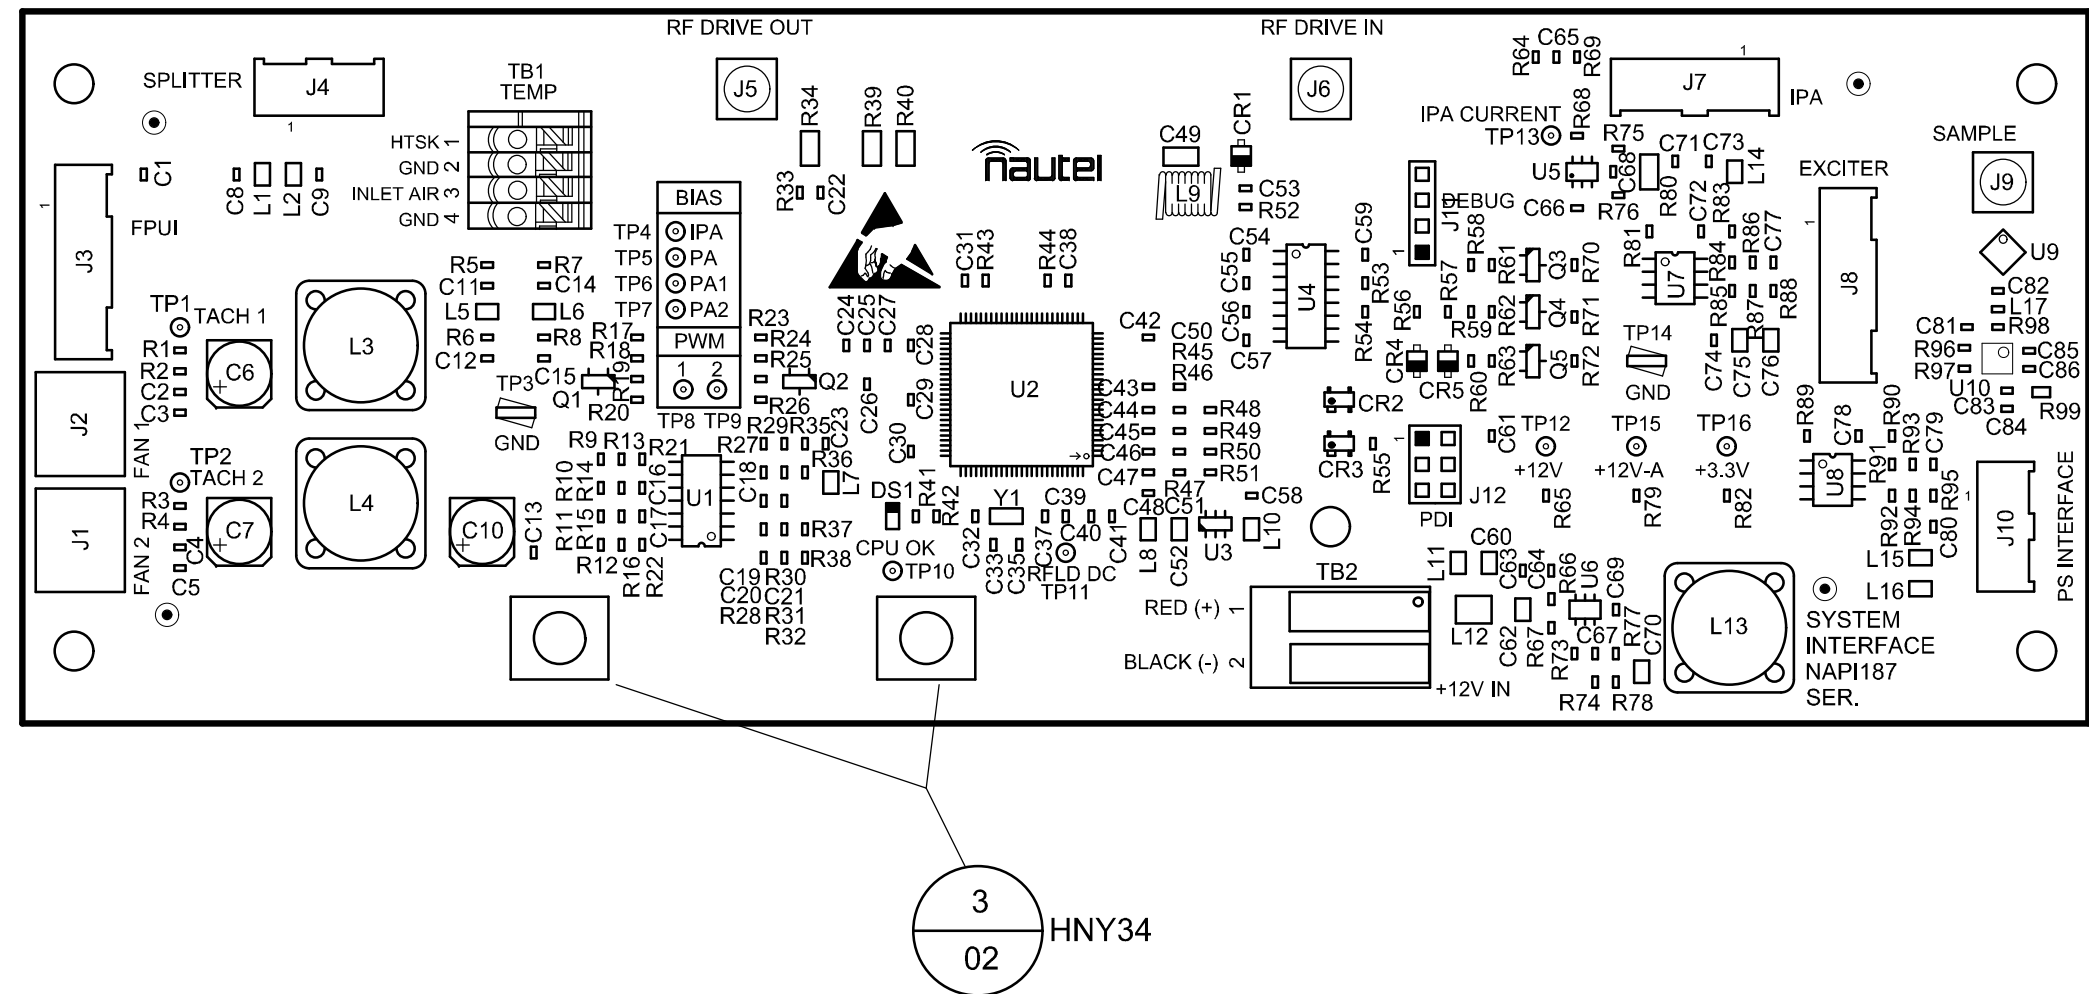 RF DRIVE OUT
RF DRIVE IN
SPLITTER
J4
1
TB1
TEMP
HTSK 1
GND 2
INLET AIR 3
GND 4
J5
R34
R39
R40
R33
C22
nautel
C49
CR1
L9
C53
R52
J6
R64
C65
R69
1
J7
IPA
IPA CURRENT
TP13
R68
R75
U5
C68
C66
R76
R80
C71
C73
L14
C72
R83
EXCITER
SAMPLE
J9
1
J3
FPUI
C1
C8
L1
L2
C9
BIAS
TP4 IPA
TP5 PA
TP6 PA1
TP7 PA2
PWM
1 2
TP8 TP9
C31
R43
R44
C38
C54
C55
C56
C57
U4
C59
R53
R54
DEBUG
1
R58
R57
R56
R61
R62
R59
R63
R60
Q3
Q4
Q5
R70
R71
R72
CR4
CR5
CR2
CR3
R55
R81
U7
R84
R85
R86
R87
C77
R88
C74
C75
C76
TP14
GND
1
J8
U9
C82
L17
R98
C81
R96
R97
U10
C85
C86
C83
C84
R99
TP1
TACH 1
R1
R2
C2
C3
C6
+
L3
R5
C11
L5
R6
C12
R7
C14
L6
R8
C15
TP3
GND
Q1
R17
R18
R19
R20
R23
R24
R25
R26
Q2
C24
C25
C27
C28
C26
C29
C30
C23
U2
C42
C50
R45
R46
C43
C44
C45
C46
C47
R48
R49
R50
R51
R47
J2
FAN 1
J1
FAN 2
TP2
TACH 2
R3
R4
C4
C5
C7
+
L4
C10
+
C13
R9
R13
R21
R10
R14
C16
R11
R15
C17
R12
R16
R22
U1
R27
R29
R35
C18
R36
L7
R37
R38
C19
R30
C20
C21
R28
R31
R32
DS1
CPU OK
TP10
R41
R42
C32
Y1
C33
C35
C37
C39
C40
C41
RFLD DC
TP11
C48
C51
L8
C52
U3
C58
L10
1
J12
PDI
C61
TP12
+12V
R65
TP15
+12V-A
R79
TP16
+3.3V
R82
R89
C78
U8
R90
R91
R93
C79
R92
R94
R95
C80
L15
L16
1
J10
PS INTERFACE
TB2
RED (+) 1
BLACK (-) 2
+12V IN
L11
C60
L12
C63
C64
C62
R67
R66
U6
C69
C67
R77
C70
R73
R74
R78
L13
SYSTEM
INTERFACE
NAPI187
SER.
3
02
HNY34